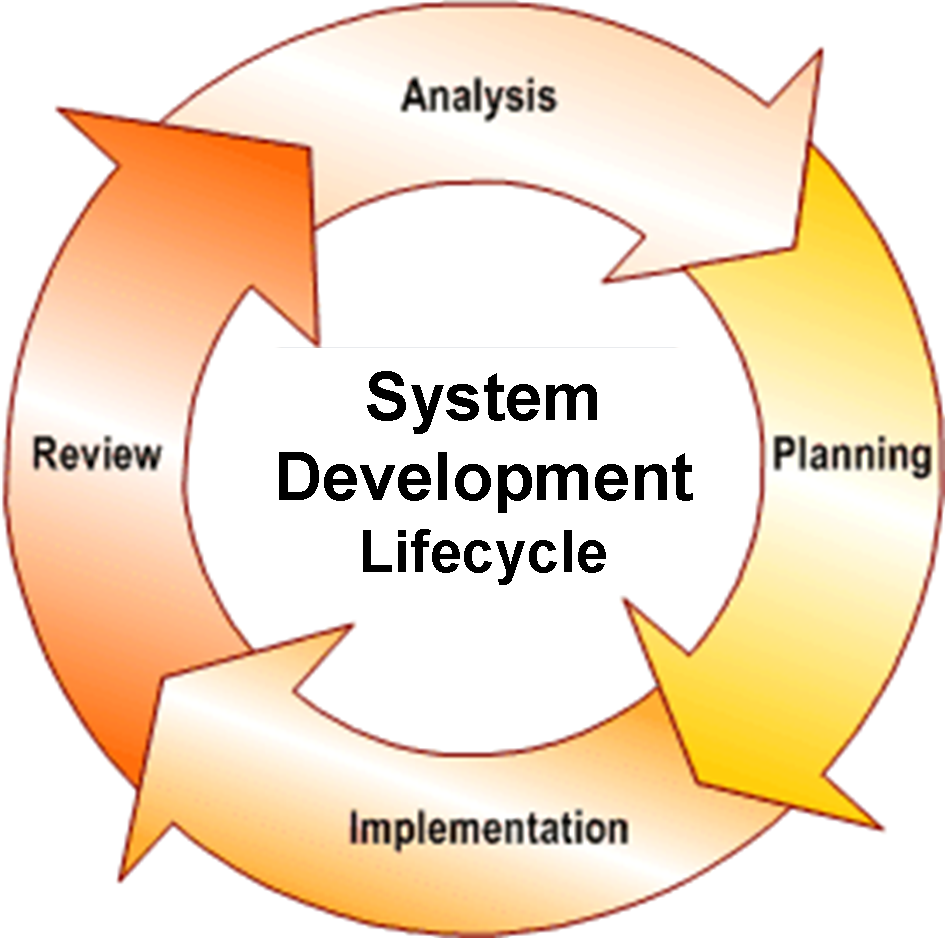 Analysis
System
Development
Lifecycle
Review
Planning
Implementation